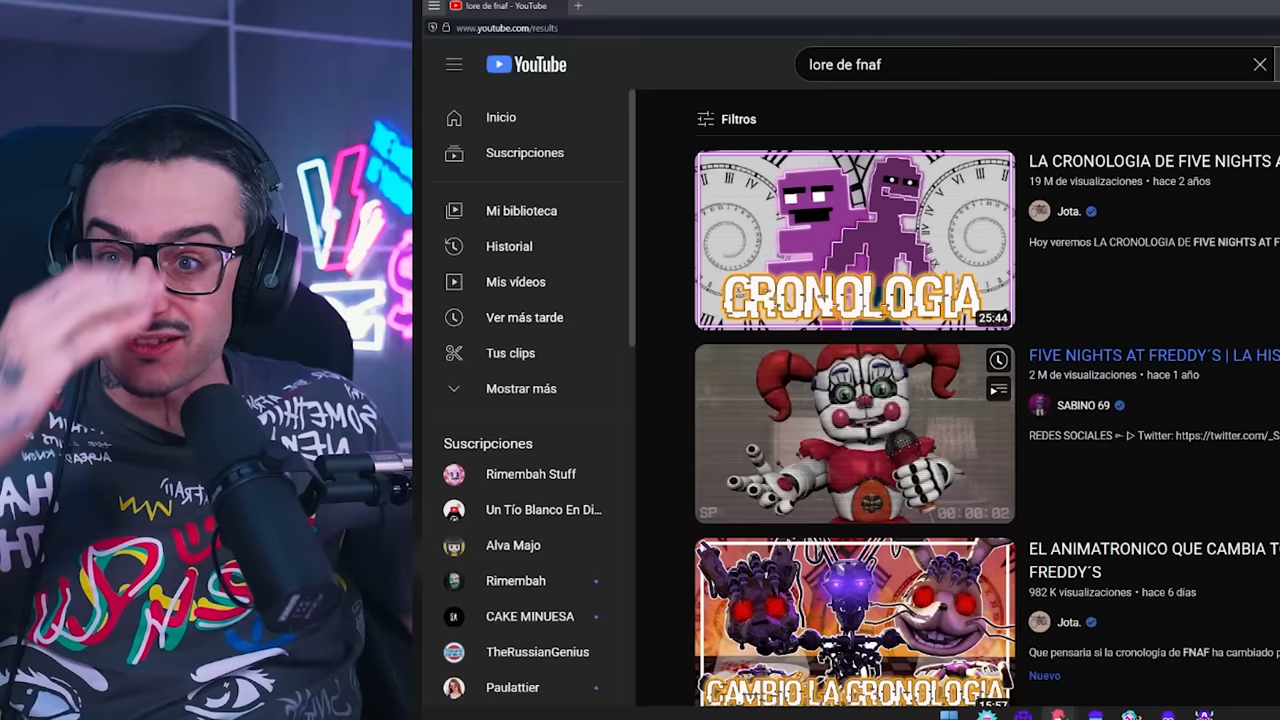 lore de fnaf - YouTube
www.youtube.com/results
YouTube
lore de fnaf
Inicio
Suscripciones
Mi biblioteca
Historial
Mis vídeos
Ver más tarde
Tus clips
Mostrar más
Suscripciones
Rimembah Stuff
Un Tío Blanco En Di...
Alva Majo
Rimembah
CAKE MINUESA
TheRussianGenius
Paulattier
Filtros
CRONOLOGIA
25:44
LA CRONOLOGIA DE FIVE NIGHTS A
19 M de visualizaciones • hace 2 años
Jota.
Hoy veremos LA CRONOLOGIA DE FIVE NIGHTS AT F
SP
00:00:02
FIVE NIGHTS AT FREDDY´S | LA HIS
2 M de visualizaciones • hace 1 año
SABINO 69
REDES SOCIALES ➳ ▷ Twitter: https://twitter.com/_S
CAMBIÓ LA CRONOLOGIA
15:57
EL ANIMATRONICO QUE CAMBIA T
FREDDY´S
982 K visualizaciones • hace 6 días
Jota.
Que pensaria si la cronología de FNAF ha cambiado p
Nuevo
SOMETHING